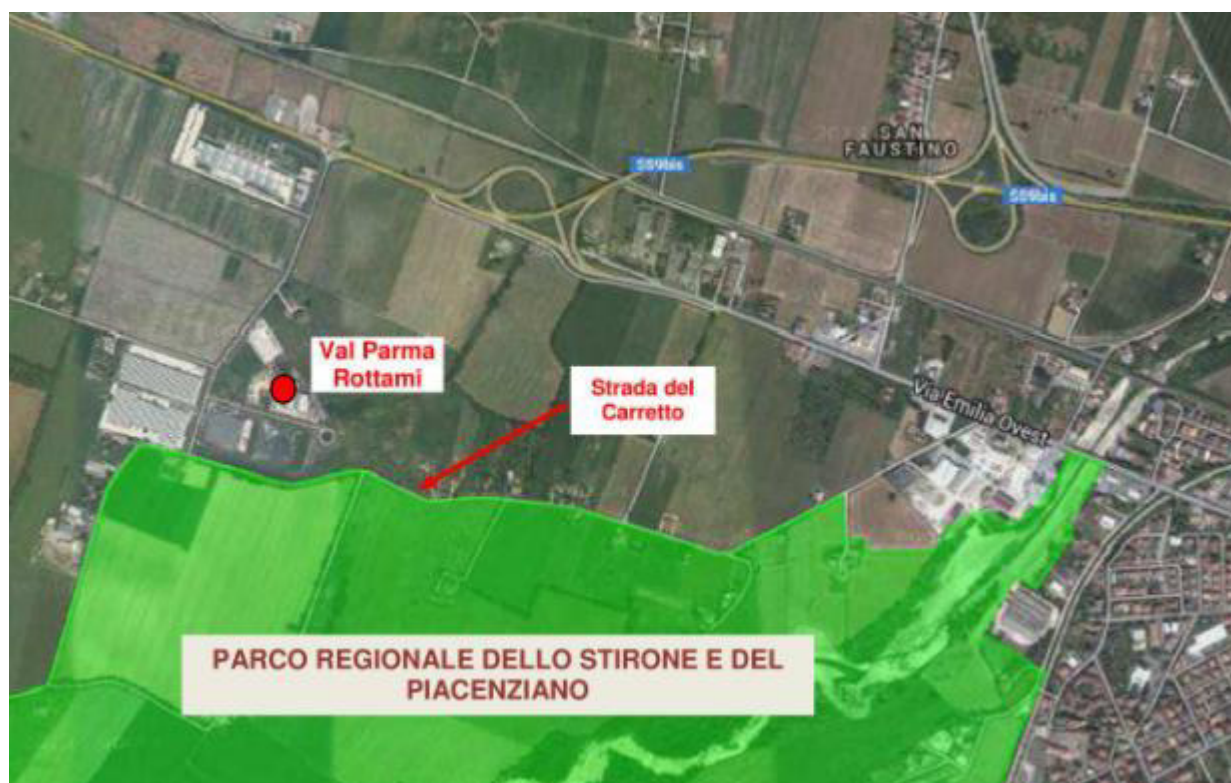 SAN
FAUSTINO
SS9bis
SS9bis
Val Parma
Rottami
Strada del
Carretto
Via Emilia Ovest
PARCO REGIONALE DELLO STIRONE E DEL
PIACENZIANO